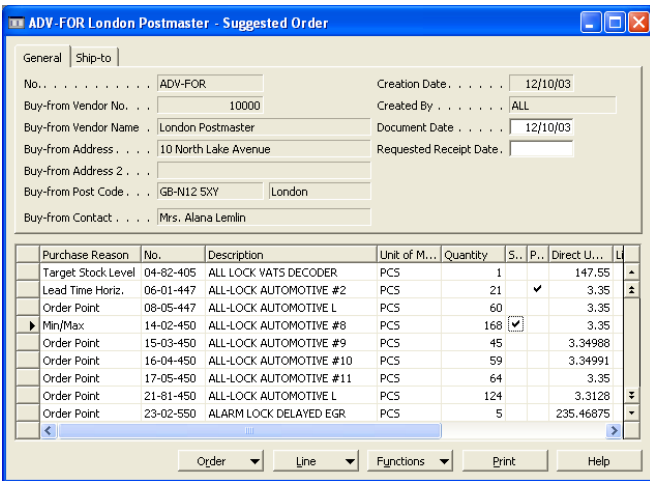 ADV-FOR London Postmaster - Suggested Order
General Ship-to
No. . . . . . . . . . . . ADV-FOR Creation Date. . . . . . 12/10/03
Buy-from Vendor No. . . 10000 Created By . . . . . . . ALL
Buy-from Vendor Name . London Postmaster Document Date . . . . . 12/10/03
Buy-from Address. . . . 10 North Lake Avenue Requested Receipt Date.
Buy-from Address 2 . . .
Buy-from Post Code . . . GB-N12 5XY London
Buy-from Contact . . . . Mrs. Alana Lemlin
Purchase Reason No. Description Unit of M... Quantity S.. P.. Direct U... Li
Target Stock Level 04-82-405 ALL LOCK VATS DECODER PCS 1 147.55
Lead Time Horiz. 06-01-447 ALL-LOCK AUTOMOTIVE #2 PCS 21 ✔ 3.35
Order Point 08-05-447 ALL-LOCK AUTOMOTIVE L PCS 60 3.35
Min/Max 14-02-450 ALL-LOCK AUTOMOTIVE #8 PCS 168 ✔ 3.35
Order Point 15-03-450 ALL-LOCK AUTOMOTIVE #9 PCS 45 3.34988
Order Point 16-04-450 ALL-LOCK AUTOMOTIVE #10 PCS 59 3.34991
Order Point 17-05-450 ALL-LOCK AUTOMOTIVE #11 PCS 64 3.35
Order Point 21-81-450 ALL-LOCK AUTOMOTIVE L PCS 124 3.3128
Order Point 23-02-550 ALARM LOCK DELAYED EGR PCS 5 235.46875
Order Line Functions Print Help